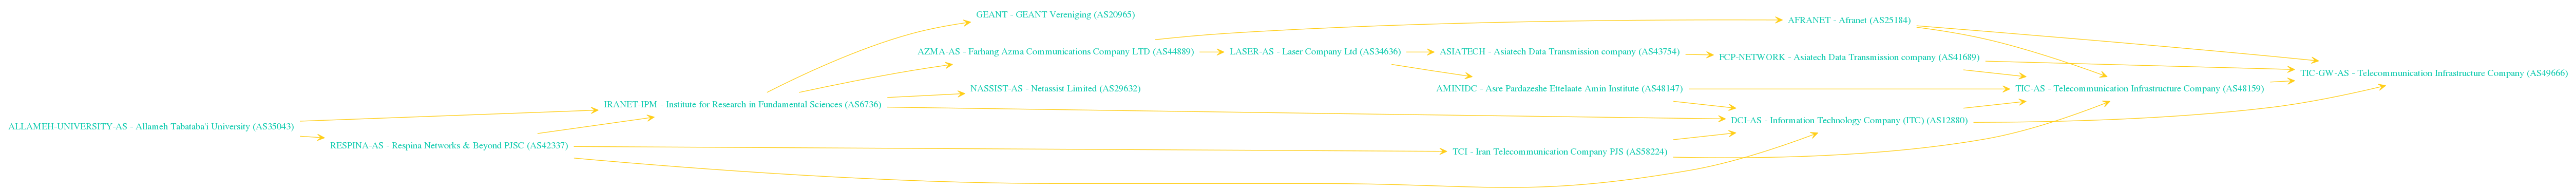 GEANT - GEANT Vereniging (AS20965)
AFRANET - Afranet (AS25184)
AZMA-AS - Farhang Azma Communications Company LTD (AS44889)
LASER-AS - Laser Company Ltd (AS34636)
ASIATECH - Asiatech Data Transmission company (AS43754)
FCP-NETWORK - Asiatech Data Transmission company (AS41689)
TIC-GW-AS - Telecommunication Infrastructure Company (AS49666)
NASSIST-AS - Netassist Limited (AS29632)
AMINIDC - Asre Pardazeshe Ettelaate Amin Institute (AS48147)
TIC-AS - Telecommunication Infrastructure Company (AS48159)
IRANET-IPM - Institute for Research in Fundamental Sciences (AS6736)
DCI-AS - Information Technology Company (ITC) (AS12880)
ALLAMEH-UNIVERSITY-AS - Allameh Tabataba'i University (AS35043)
RESPINA-AS - Respina Networks & Beyond PJSC (AS42337)
TCI - Iran Telecommunication Company PJS (AS58224)